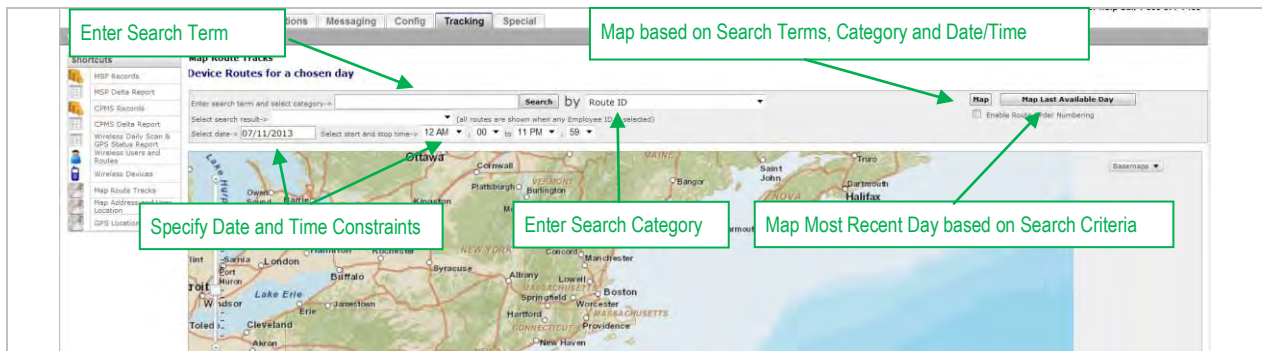 Messaging Config Tracking Special
Enter Search Term
Map based on Search Terms, Category and Date/Time
Shortcuts
MSP Records
MSP Delta Report
CPMS Records
CPMS Delta Report
Wireless Daily Scan &
GPS Status Report
Wireless Users and
Routes
Wireless Devices
Map Route Tracks
Map Address and User
Location
GPS Location
Map Route Tracks
Device Routes for a chosen day
Enter search term and select category-> Search by Route ID
Map Map Last Available Day
Select search result-> (all routes are shown when any Employee ID selected)
Enable Route Order Numbering
Select date-> 07/11/2013 Select start and stop time-> 12 AM : 00 to 11 PM : 59
Specify Date and Time Constraints
Enter Search Category
Map Most Recent Day based on Search Criteria
Basemaps
Ottawa
Cornwall
MAINE
Saint
John
Truro
Plattsburgh
VERMONT
Burlington
Bangor
Dartmouth
NOVA
Halifax
Lake
Owen
Sound
Barrie
Kingston
Hamilton
Rochester
NEW YORK
Concord
Manchester
Sarnia
London
Port
Huron
Buffalo
Syracuse
Albany
Lowell
MASSACHUSETTS
Boston
Springfield
Worcester
Windsor
Lake Erie
Erie
Jamestown
Hartford
MASSACHUSETTS
Cleveland
CONNECTICUT
Providence
Akron
New Haven